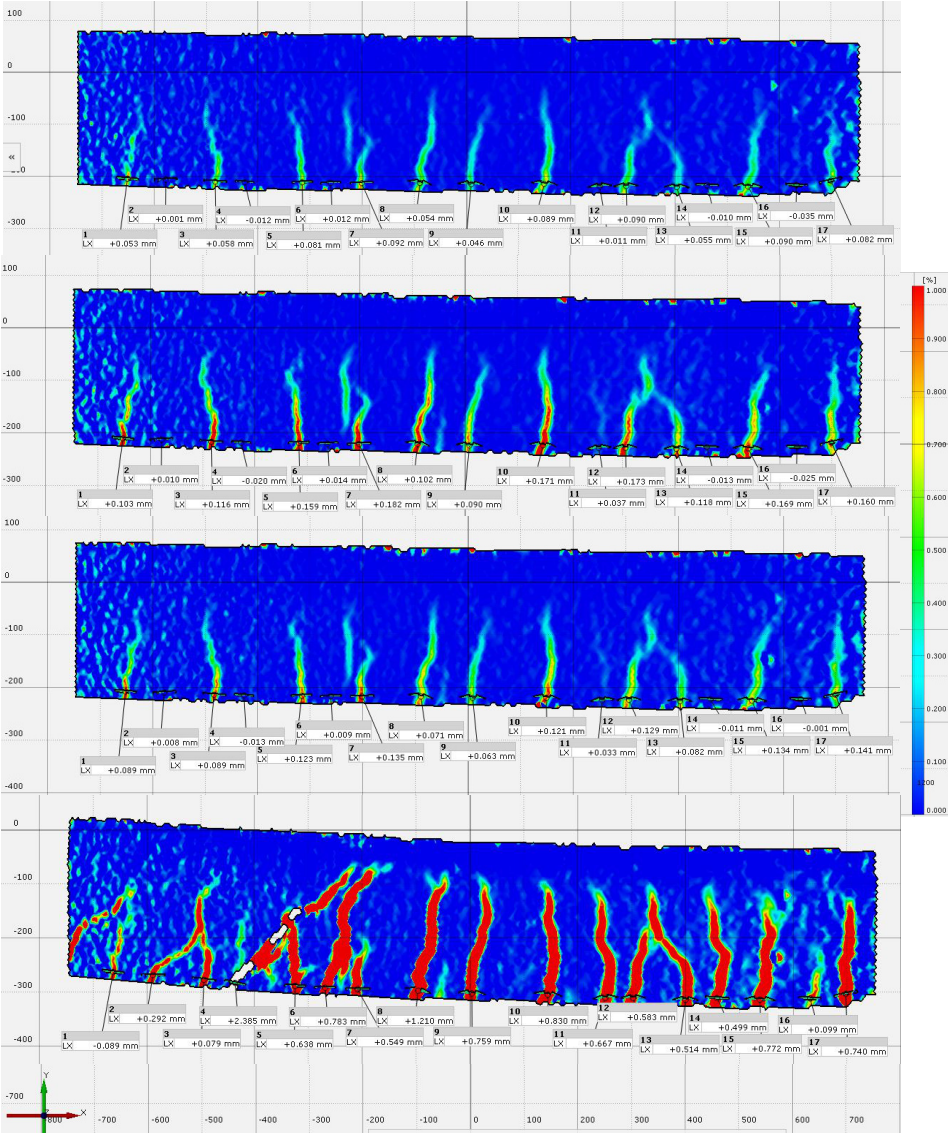 100
0
-100
«
-300
2
LX +0.001 mm
4
LX -0.012 mm
6
LX +0.012 mm
8
LX +0.054 mm
10
LX +0.089 mm
12
LX +0.090 mm
14
LX -0.010 mm
16
LX -0.035 mm
1
LX +0.053 mm
3
LX +0.058 mm
5
LX +0.081 mm
7
LX +0.092 mm
9
LX +0.046 mm
11
LX +0.011 mm
13
LX +0.055 mm
15
LX +0.090 mm
17
LX +0.082 mm
100
0
-100
-200
-300
2
LX +0.010 mm
4
LX -0.020 mm
6
LX +0.014 mm
8
LX +0.102 mm
10
LX +0.171 mm
12
LX +0.173 mm
14
LX -0.013 mm
16
LX -0.025 mm
1
LX +0.103 mm
3
LX +0.116 mm
5
LX +0.159 mm
7
LX +0.182 mm
9
LX +0.090 mm
11
LX +0.037 mm
13
LX +0.118 mm
15
LX +0.169 mm
17
LX +0.160 mm
[%]
1.000
0.900
0.800
0.700
0.600
0.500
0.400
0.300
0.200
0.100
0.000
100
0
-100
-200
-300
-400
2
LX +0.008 mm
4
LX -0.013 mm
6
LX +0.009 mm
8
LX +0.071 mm
10
LX +0.121 mm
12
LX +0.129 mm
14
LX -0.011 mm
16
LX -0.001 mm
1
LX +0.089 mm
3
LX +0.089 mm
5
LX +0.123 mm
7
LX +0.135 mm
9
LX +0.063 mm
11
LX +0.033 mm
13
LX +0.082 mm
15
LX +0.134 mm
17
LX +0.141 mm
0
-100
-200
-300
-400
-700
2
LX +0.292 mm
4
LX +2.385 mm
6
LX +0.783 mm
8
LX +1.210 mm
10
LX +0.830 mm
12
LX +0.583 mm
14
LX +0.499 mm
16
LX +0.099 mm
1
LX -0.089 mm
3
LX +0.079 mm
5
LX +0.638 mm
7
LX +0.549 mm
9
LX +0.759 mm
11
LX +0.667 mm
13
LX +0.514 mm
15
LX +0.772 mm
17
LX +0.740 mm
Y
X
-700 -600 -500 -400 -300 -200 -100 0 100 200 300 400 500 600 700